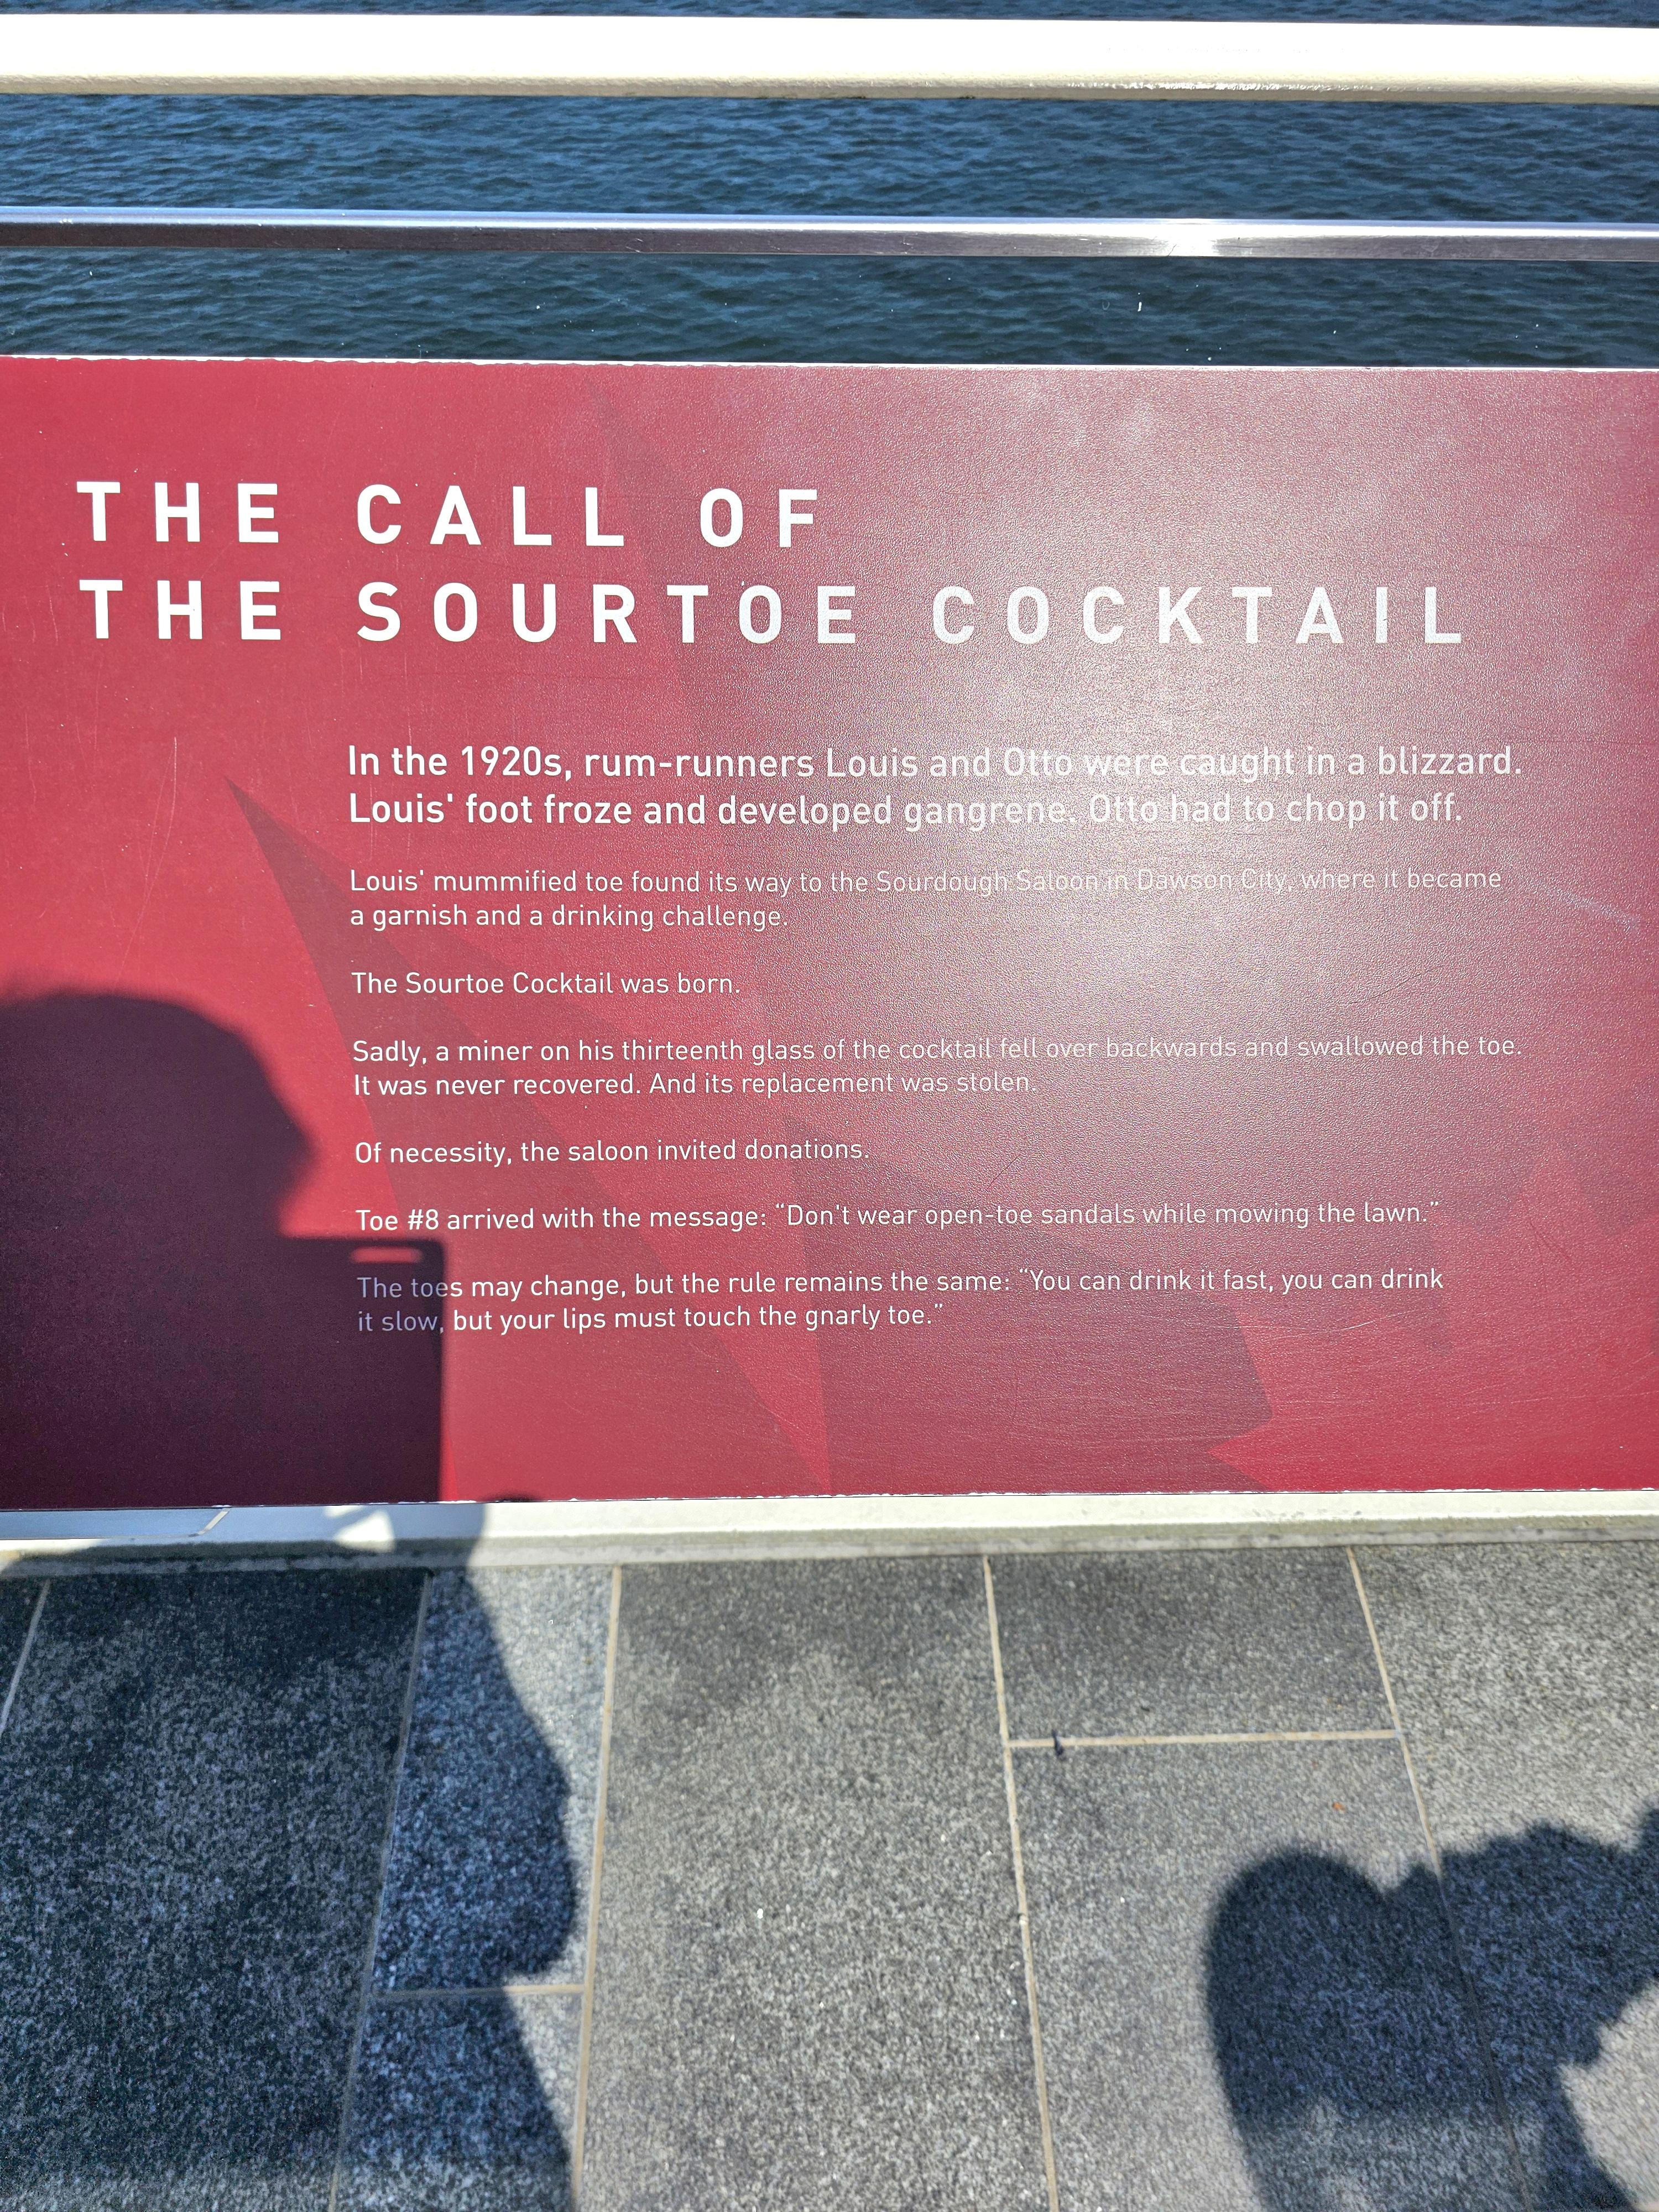 THE CALL OF
THE SOURTOE COCKTAIL
In the 1920s, rum-runners Louis and Otto were caught in a blizzard.
Louis' foot froze and developed gangrene. Otto had to chop it off.
Louis' mummified toe found its way to the Sourdough Saloon in Dawson City, where it became
a garnish and a drinking challenge.
The Sourtoe Cocktail was born.
Sadly, a miner on his thirteenth glass of the cocktail fell over backwards and swallowed the toe.
It was never recovered. And its replacement was stolen.
Of necessity, the saloon invited donations.
Toe #8 arrived with the message: “Don't wear open-toe sandals while mowing the lawn.”
The toes may change, but the rule remains the same: “You can drink it fast, you can drink
it slow, but your lips must touch the gnarly toe.”